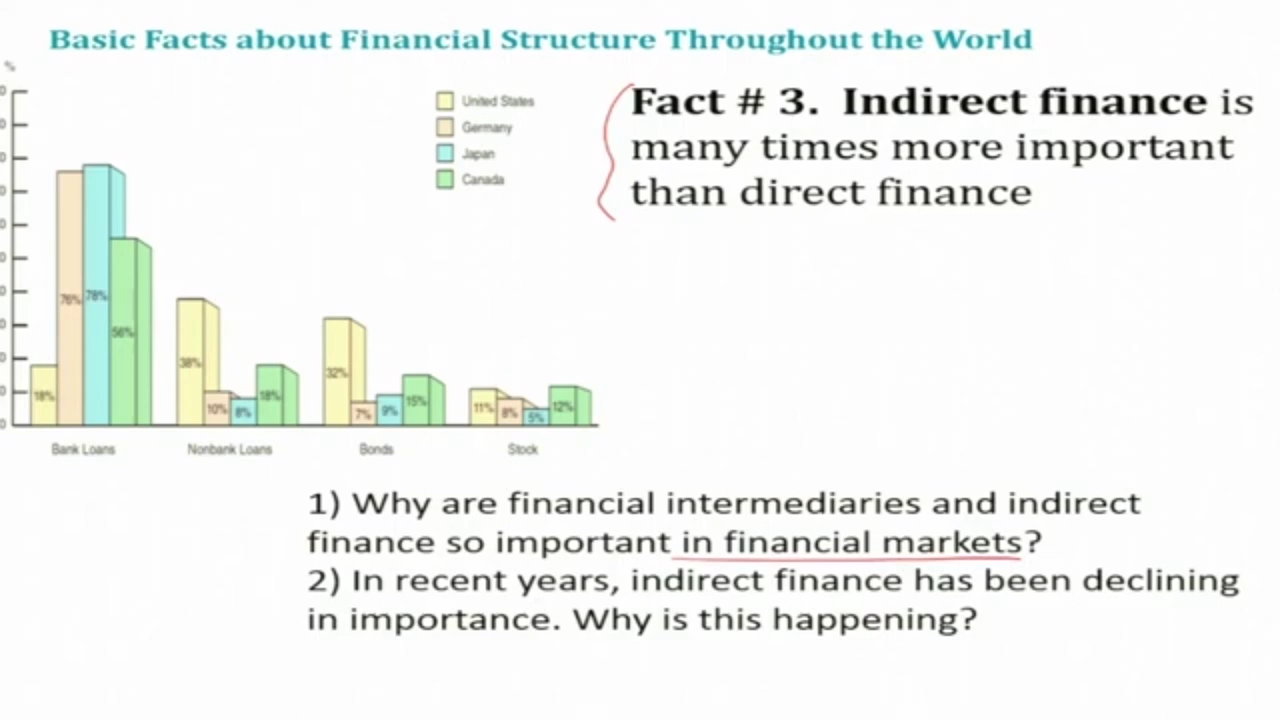 Basic Facts about Financial Structure Throughout the World
%
United States
Germany
Japan
Canada
Fact # 3. Indirect finance is
many times more important
than direct finance
18%
76%
78%
56%
38%
10%
8%
18%
32%
7%
9%
15%
11%
8%
5%
12%
Bank Loans
Nonbank Loans
Bonds
Stock
1) Why are financial intermediaries and indirect
finance so important in financial markets?
2) In recent years, indirect finance has been declining
in importance. Why is this happening?